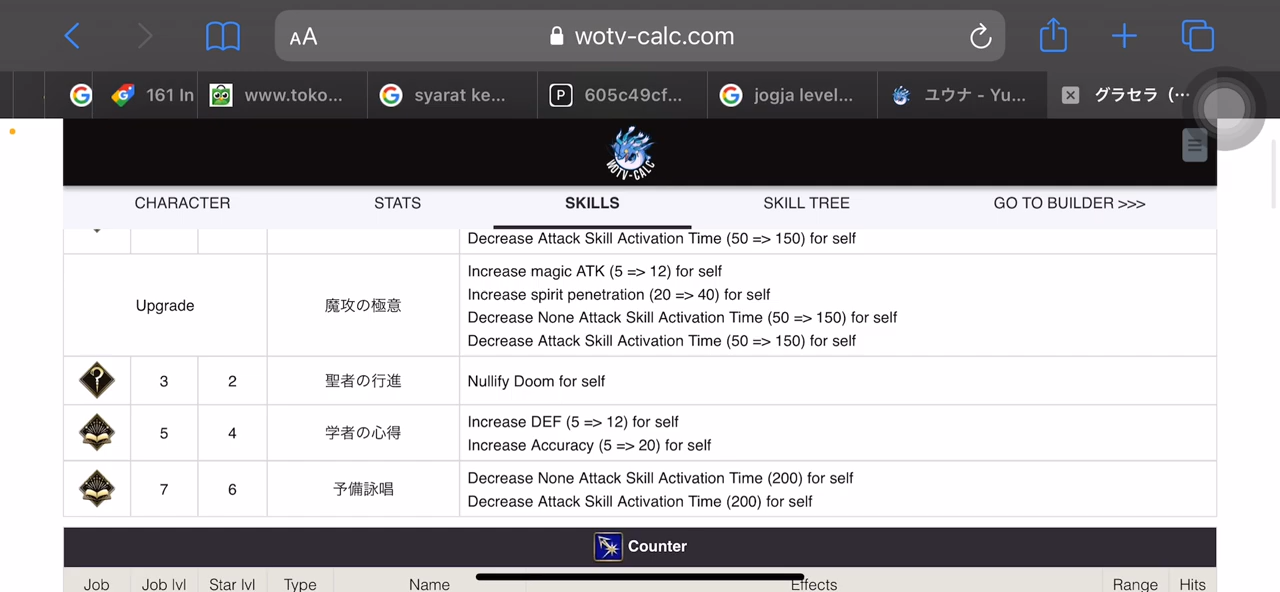 AA wotv-calc.com
161 In www.toko... syarat ke... P 605c49cf... jogja level... ユウナ - Yu... グラセラ（…
WOTV-CALC
CHARACTER STATS SKILLS SKILL TREE GO TO BUILDER >>>
Decrease Attack Skill Activation Time (50 => 150) for self
Upgrade 魔攻の極意
Increase magic ATK (5 => 12) for self
Increase spirit penetration (20 => 40) for self
Decrease None Attack Skill Activation Time (50 => 150) for self
Decrease Attack Skill Activation Time (50 => 150) for self
3 2 聖者の行進 Nullify Doom for self
5 4 学者の心得
Increase DEF (5 => 12) for self
Increase Accuracy (5 => 20) for self
7 6 予備詠唱
Decrease None Attack Skill Activation Time (200) for self
Decrease Attack Skill Activation Time (200) for self
Counter
Job Job lvl Star lvl Type Name Effects Range Hits